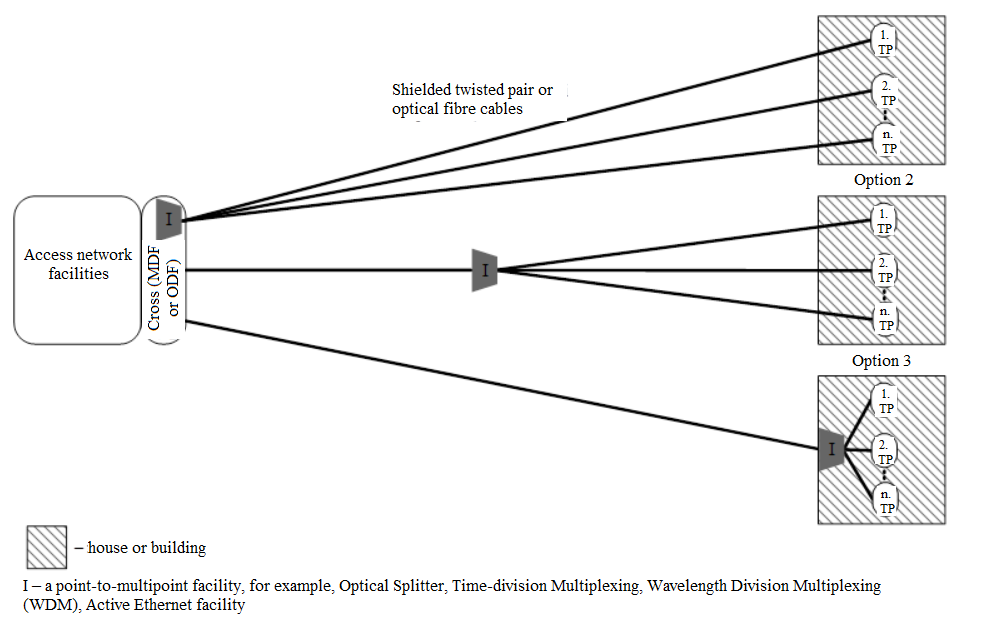 1.
TP
2.
TP
n.
TP
Shielded twisted pair or
optical fibre cables
Option 2
Access network
facilities
I
Cross (MDF
or ODF)
I
1.
TP
2.
TP
n.
TP
Option 3
I
1.
TP
2.
TP
n.
TP
– house or building
I – a point-to-multipoint facility, for example, Optical Splitter, Time-division Multiplexing, Wavelength Division Multiplexing
(WDM), Active Ethernet facility